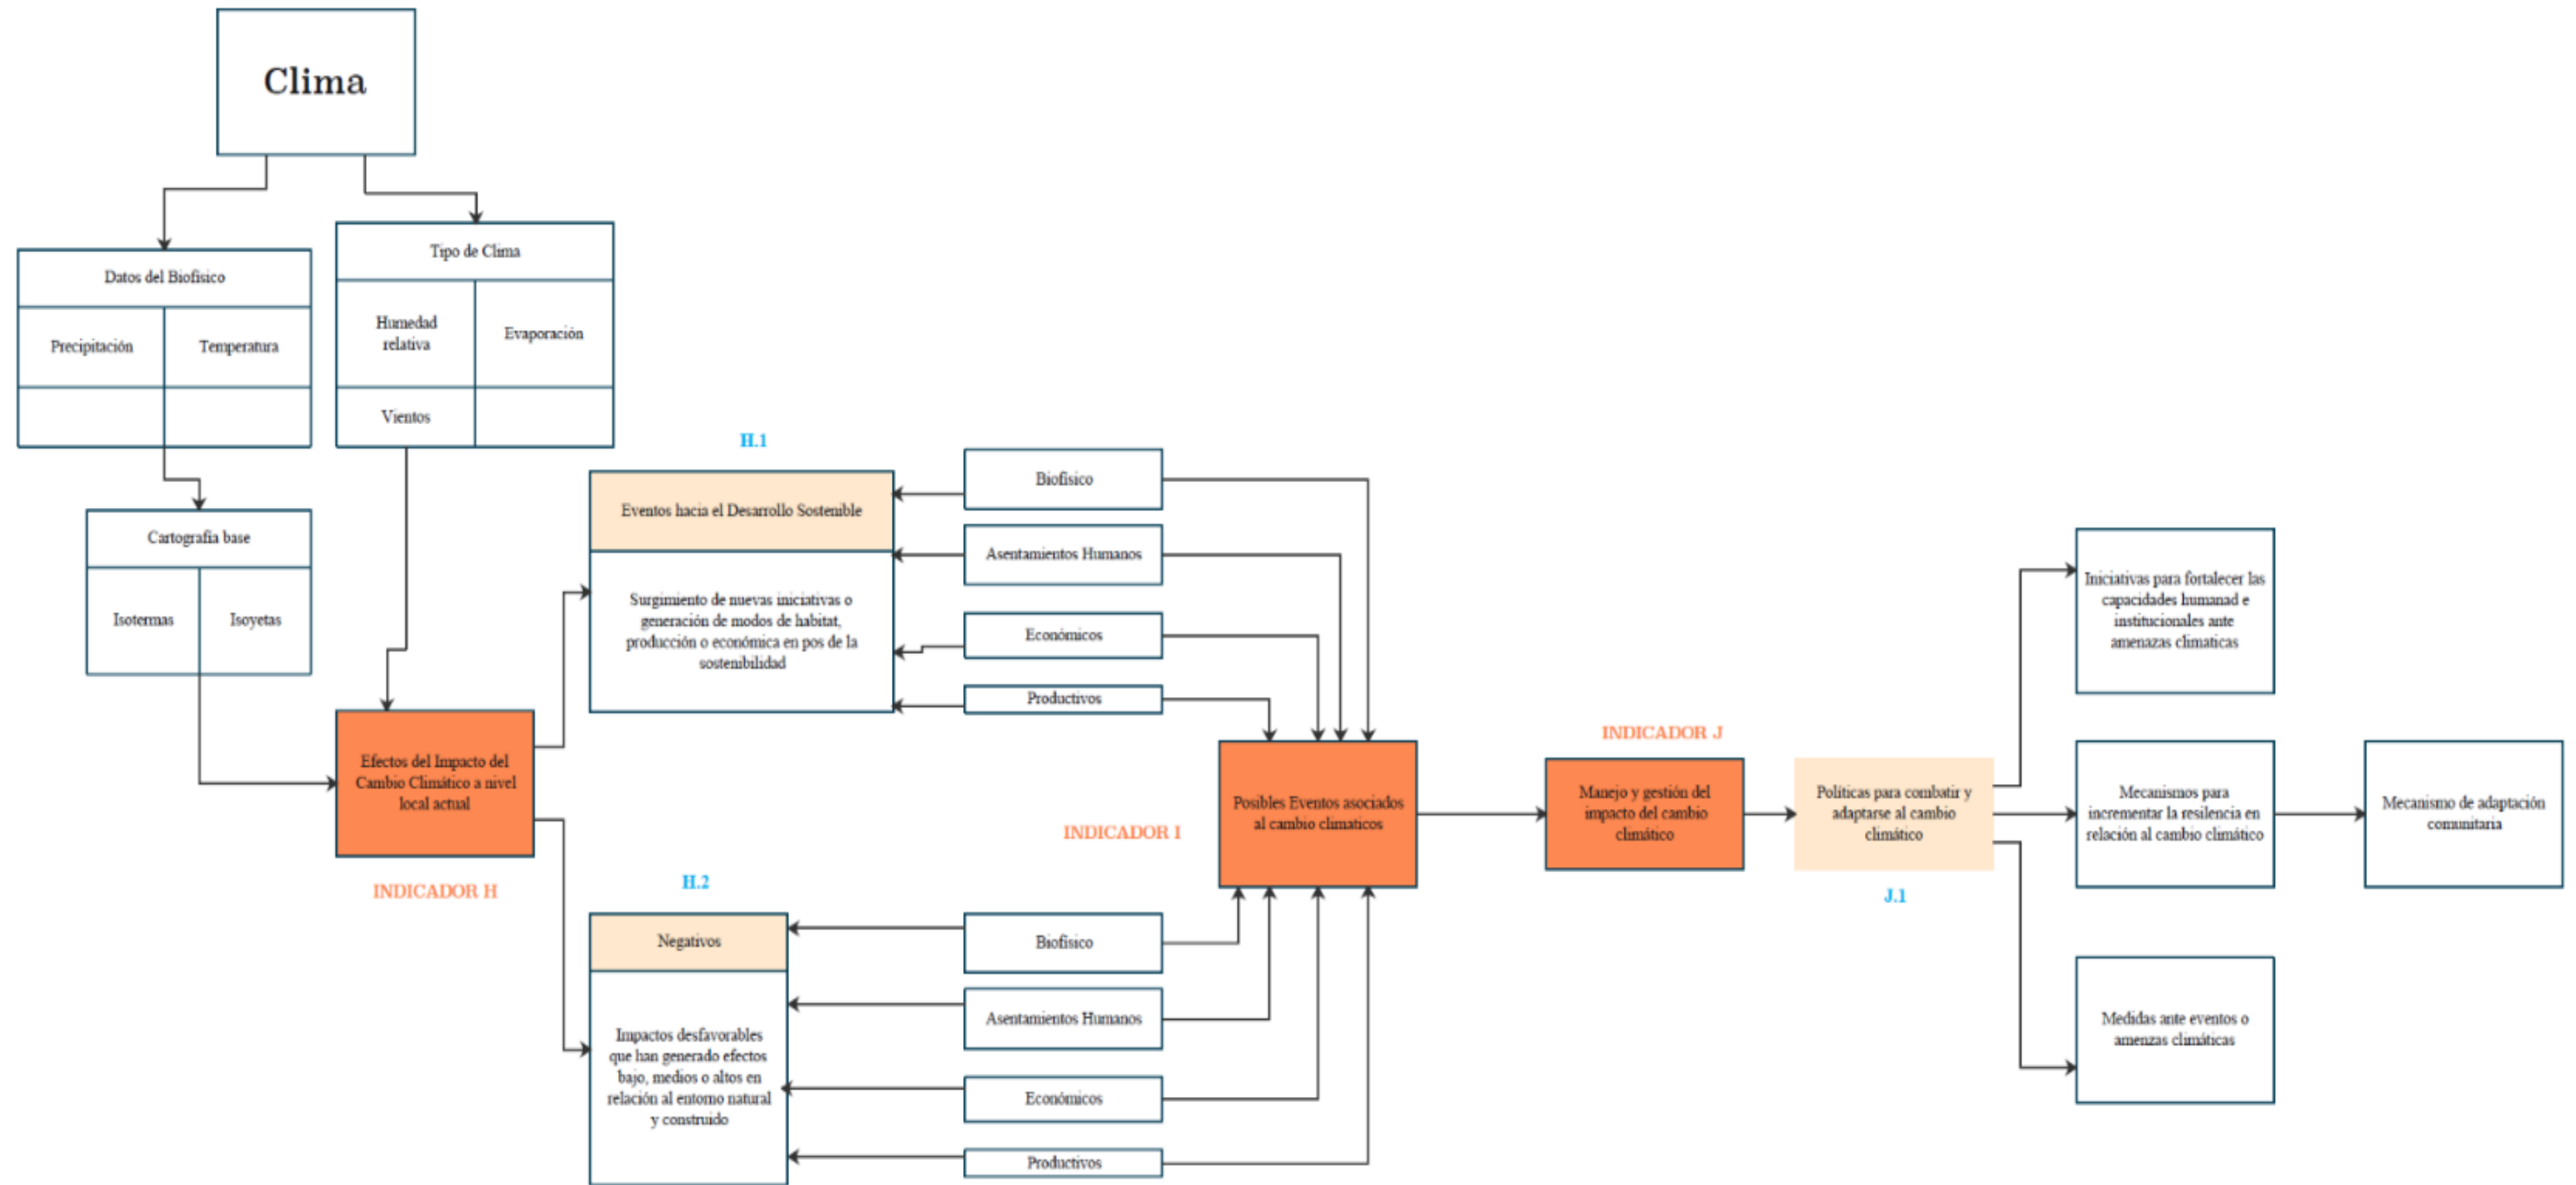 Clima
Datos del Biofísico
Precipitación
Temperatura
Tipo de Clima
Humedad
relativa
Evaporación
Vientos
Cartografía base
Isotermas
Isoyetas
Efectos del Impacto del
Cambio Climático a nivel
local actual
INDICADOR H
H.1
Eventos hacia el Desarrollo Sostenible
Surgimiento de nuevas iniciativas o
generación de modos de habitat,
producción o económica en pos de la
sostenibilidad
Biofísico
Asentamientos Humanos
Económicos
Productivos
H.2
Negativos
Impactos desfavorables
que han generado efectos
bajo, medios o altos en
relación al entorno natural
y construido
Biofísico
Asentamientos Humanos
Económicos
Productivos
INDICADOR I
Posibles Eventos asociados
al cambio climaticos
INDICADOR J
Manejo y gestión del
impacto del cambio
climático
Políticas para combatir y
adaptarse al cambio
climático
J.1
Iniciativas para fortalecer las
capacidades humanad e
institucionales ante
amenazas climaticas
Mecanismos para
incrementar la resilencia en
relación al cambio climático
Mecanismo de adaptación
comunitaria
Medidas ante eventos o
amenzas climáticas